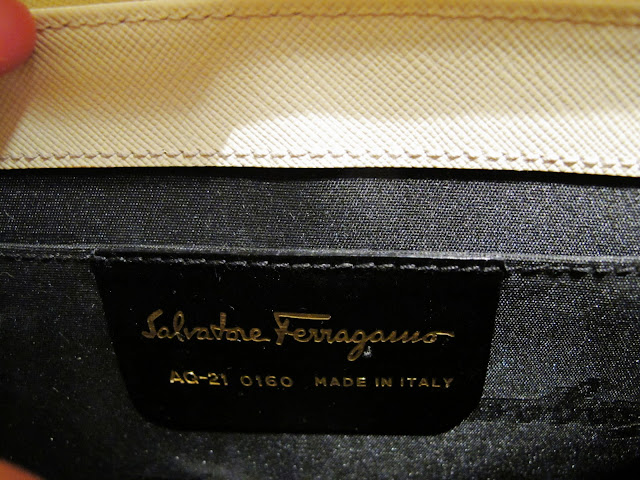 Salvatore Ferragamo
AQ-21 0160 MADE IN ITALY